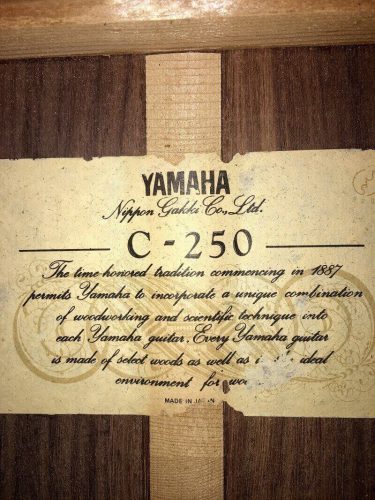 YAMAHA
Nippon Gakki Co., Ltd.
C-250
The time-honored tradition commencing in 1887
permits Yamaha to incorporate a unique combination
of woodworking and scientific technique into
each Yamaha guitar. Every Yamaha guitar
is made of select woods as well as ideal
environment for
MADE IN